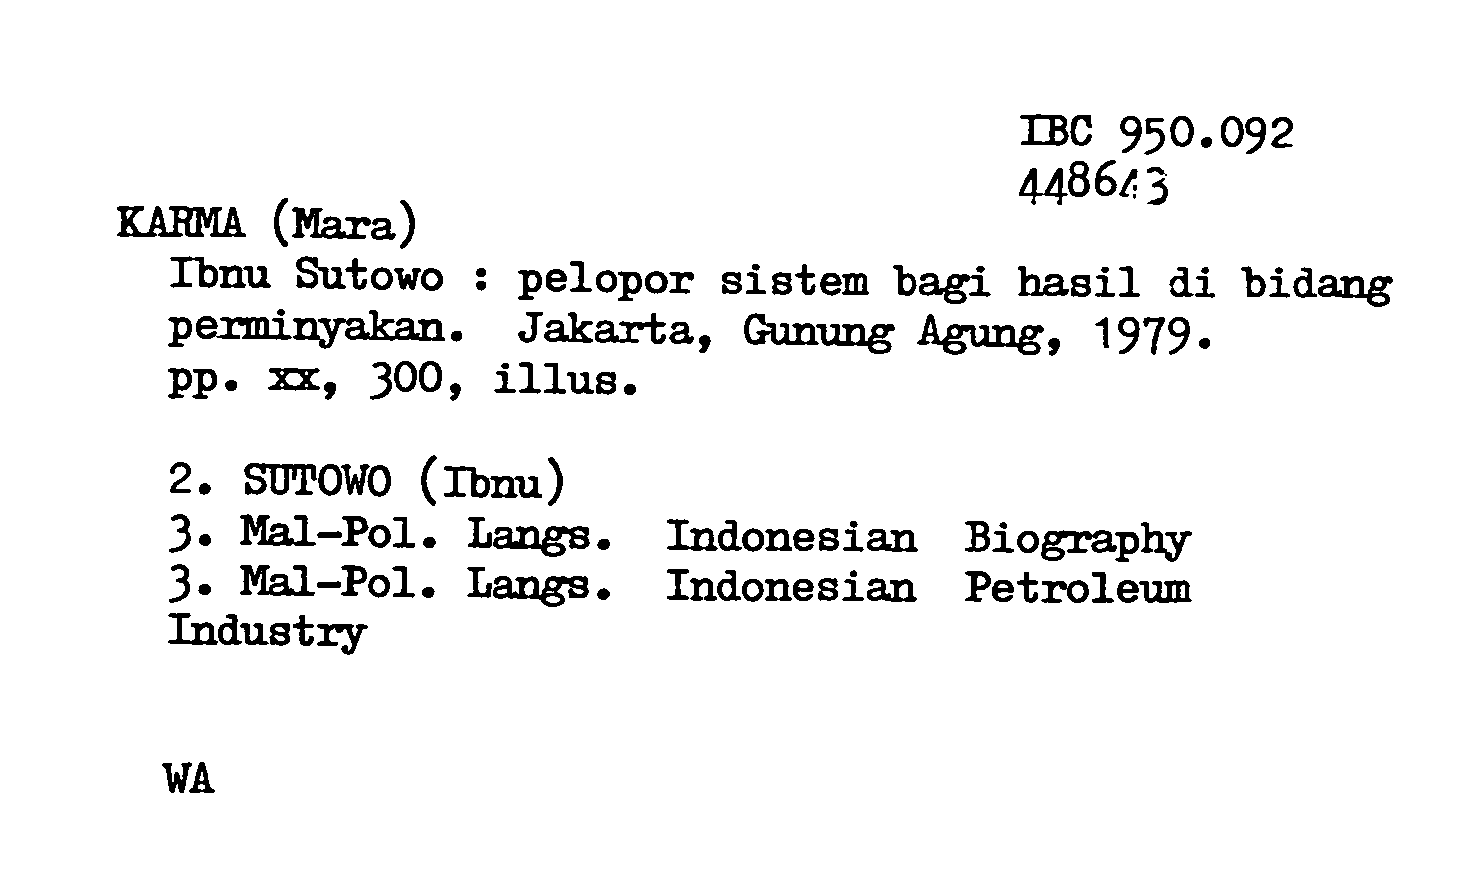 IBC 950.092
448643
KARMA (Mara)
Ibnu Sutowo : pelopor sistem bagi hasil di bidang
perminyakan. Jakarta, Gunung Agung, 1979.
pp. xx, 300, illus.
2. SUTOWO (Ibnu)
3. Mal-Pol. Langs. Indonesian Biography
3. Mal-Pol. Langs. Indonesian Petroleum
Industry
WA